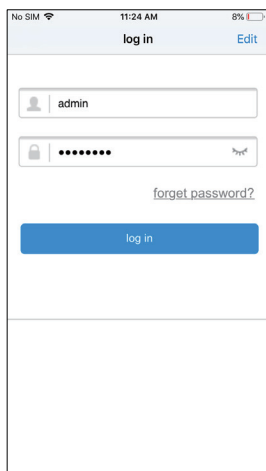 No SIM 11:24 AM 8%
log in Edit
admin
••••••••
forget password?
log in